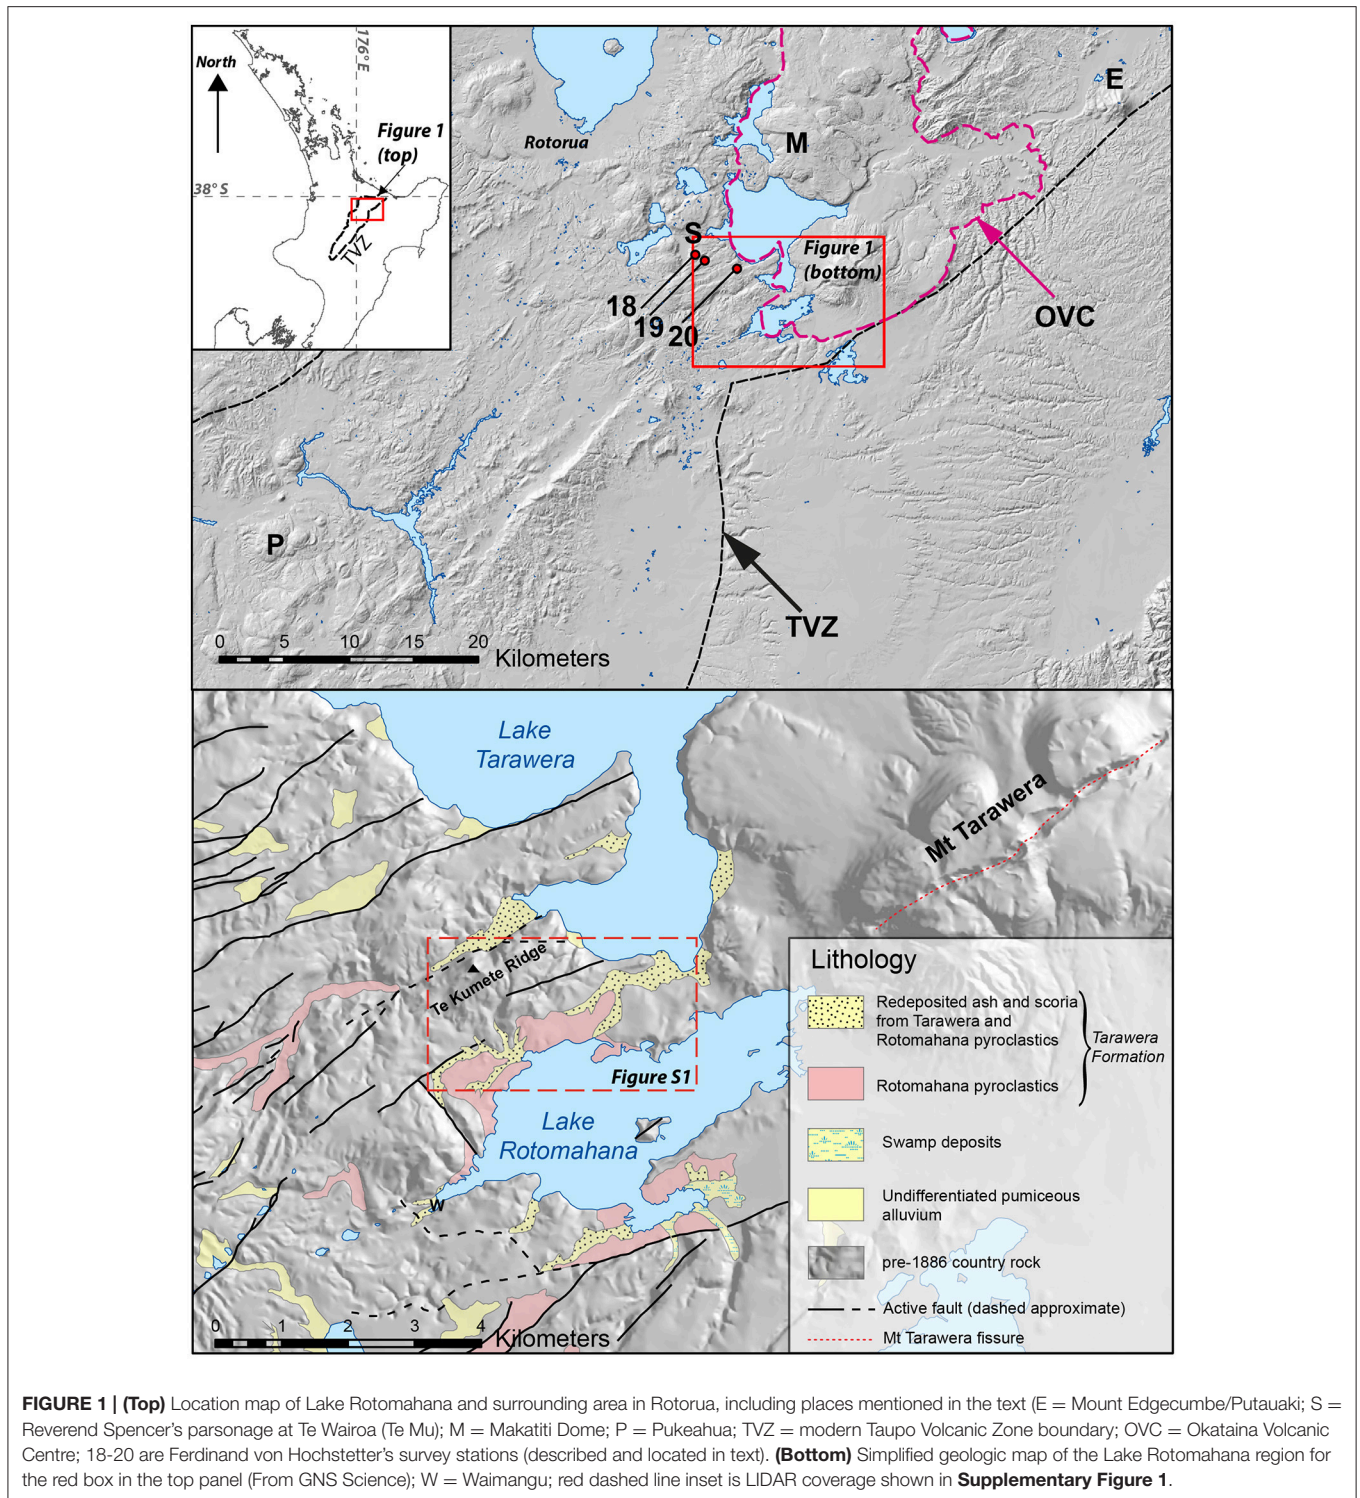 North
176°E
Figure 1
(top)
38°S
TVZ
Rotorua
M
E
S
18
19
20
Figure 1
(bottom)
OVC
P
TVZ
0 5 10 15 20
Kilometers
Lake
Tarawera
Mt Tarawera
Te Kumete Ridge
Figure S1
Lake
Rotomahana
W
0 1 2 3 4
Kilometers
Lithology
Redeposited ash and scoria
from Tarawera and
Rotomahana pyroclastics
Tarawera
Formation
Rotomahana pyroclastics
Swamp deposits
Undifferentiated pumiceous
alluvium
pre-1886 country rock
Active fault (dashed approximate)
Mt Tarawera fissure
FIGURE 1 | (Top) Location map of Lake Rotomahana and surrounding area in Rotorua, including places mentioned in the text (E = Mount Edgecumbe/Putauaki; S =
Reverend Spencer's parsonage at Te Wairoa (Te Mu); M = Makatiti Dome; P = Pukeahua; TVZ = modern Taupo Volcanic Zone boundary; OVC = Okataina Volcanic
Centre; 18-20 are Ferdinand von Hochstetter's survey stations (described and located in text). (Bottom) Simplified geologic map of the Lake Rotomahana region for
the red box in the top panel (From GNS Science); W = Waimangu; red dashed line inset is LIDAR coverage shown in Supplementary Figure 1.